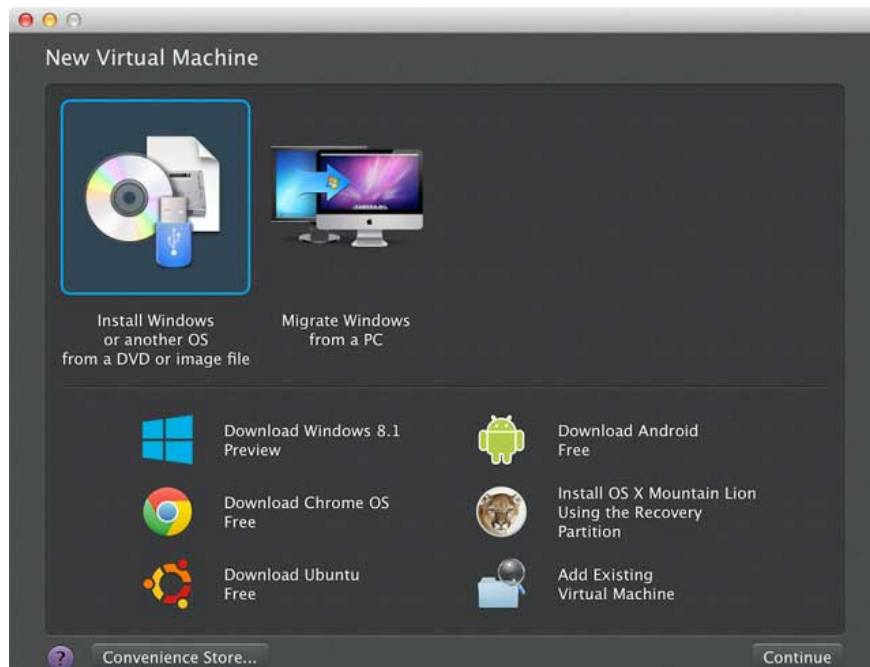 New Virtual Machine
Install Windows
or another OS
from a DVD or image file
Migrate Windows
from a PC
Download Windows 8.1
Preview
Download Android
Free
Download Chrome OS
Free
Install OS X Mountain Lion
Using the Recovery
Partition
Download Ubuntu
Free
Add Existing
Virtual Machine
?
Convenience Store...
Continue